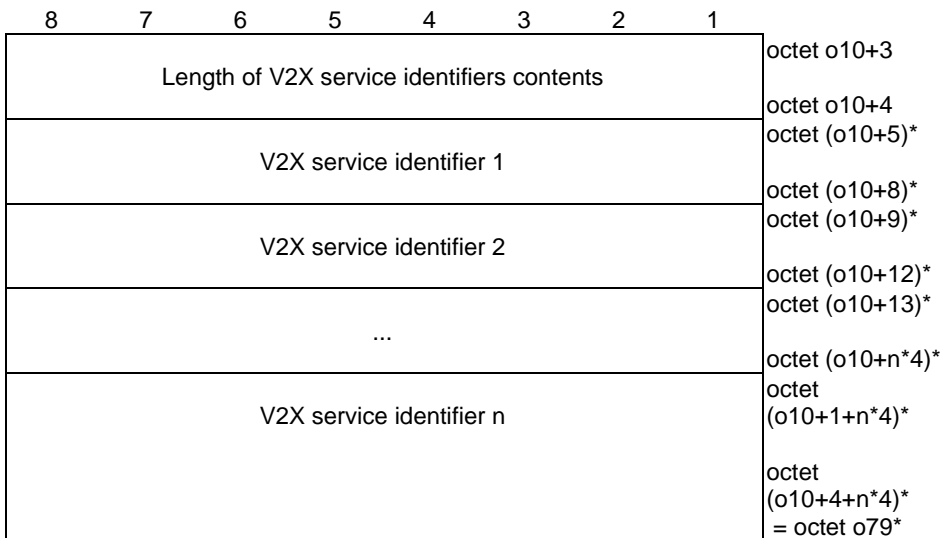 8 7 6 5 4 3 2 1
Length of V2X service identifiers contents
octet o10+3
octet o10+4
V2X service identifier 1
octet (o10+5)*
octet (o10+8)*
V2X service identifier 2
octet (o10+9)*
octet (o10+12)*
...
octet (o10+13)*
octet (o10+n*4)*
V2X service identifier n
octet
(o10+1+n*4)*
octet
(o10+4+n*4)*
= octet o79*